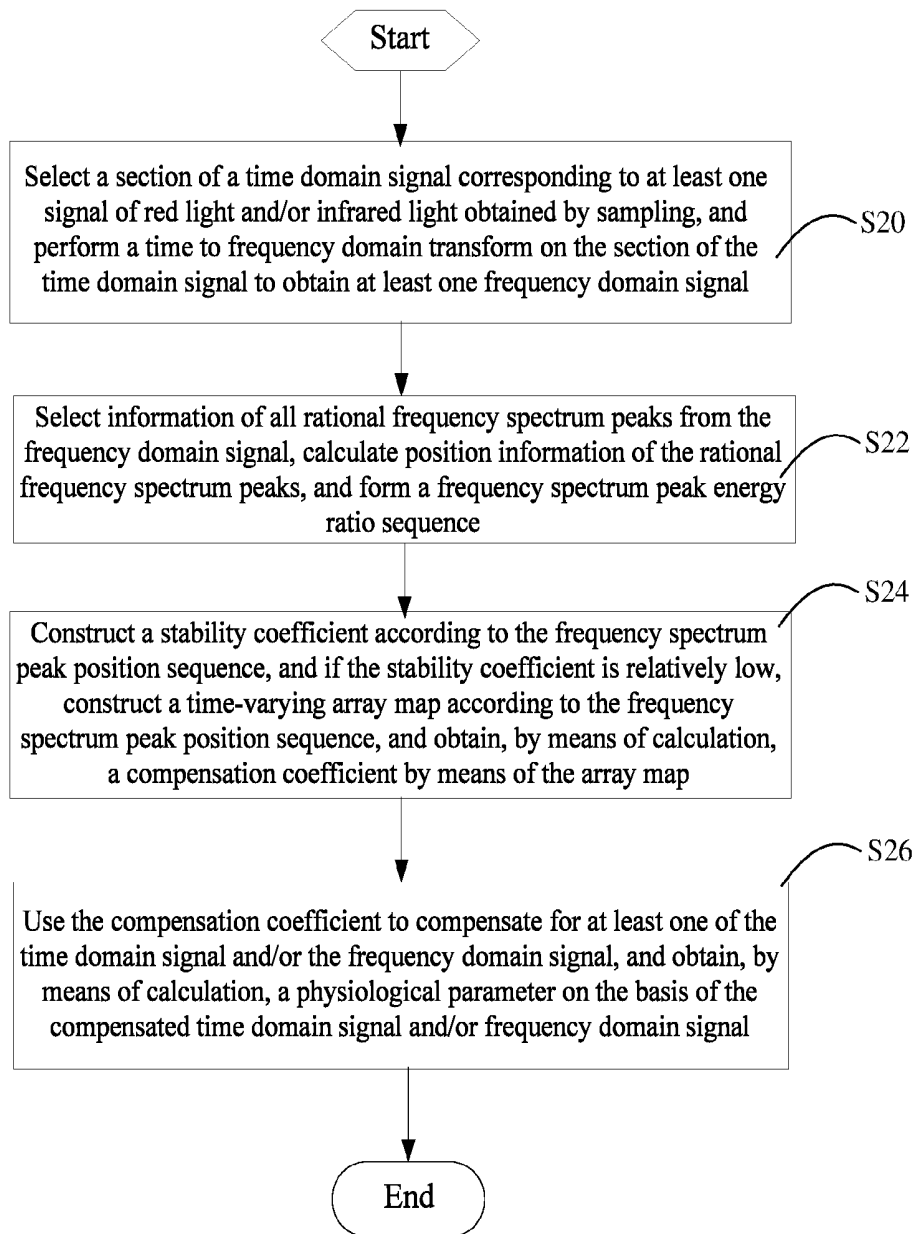 Start
Select a section of a time domain signal corresponding to at least one
signal of red light and/or infrared light obtained by sampling, and
perform a time to frequency domain transform on the section of the
time domain signal to obtain at least one frequency domain signal
S20
Select information of all rational frequency spectrum peaks from the
frequency domain signal, calculate position information of the rational
frequency spectrum peaks, and form a frequency spectrum peak energy
ratio sequence
S22
Construct a stability coefficient according to the frequency spectrum
peak position sequence, and if the stability coefficient is relatively low,
construct a time-varying array map according to the frequency
spectrum peak position sequence, and obtain, by means of calculation,
a compensation coefficient by means of the array map
S24
Use the compensation coefficient to compensate for at least one of the
time domain signal and/or the frequency domain signal, and obtain, by
means of calculation, a physiological parameter on the basis of the
compensated time domain signal and/or frequency domain signal
S26
End